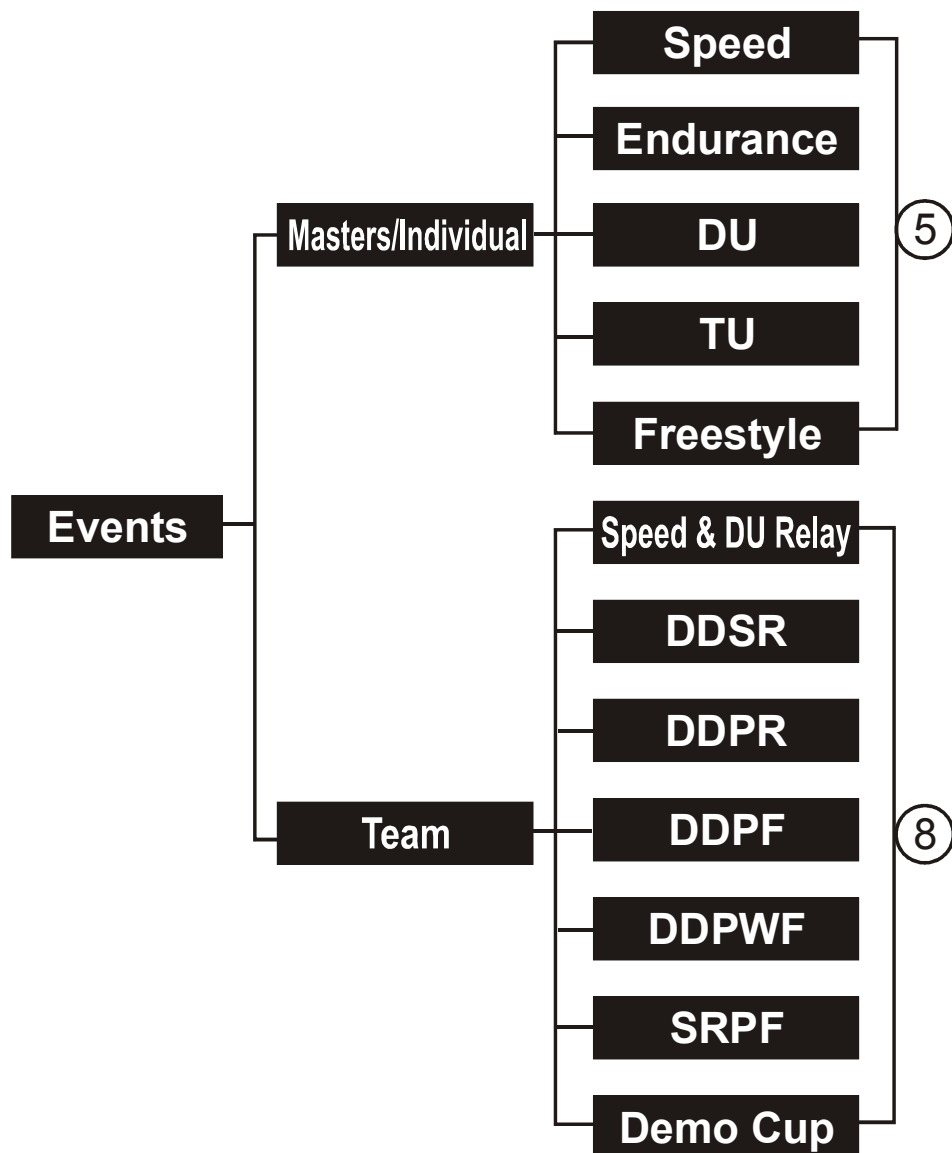 Speed
Endurance
Masters/Individual
DU
5
TU
Freestyle
Events
Speed & DU Relay
DDSR
DDPR
Team
DDPF
8
DDPWF
SRPF
Demo Cup